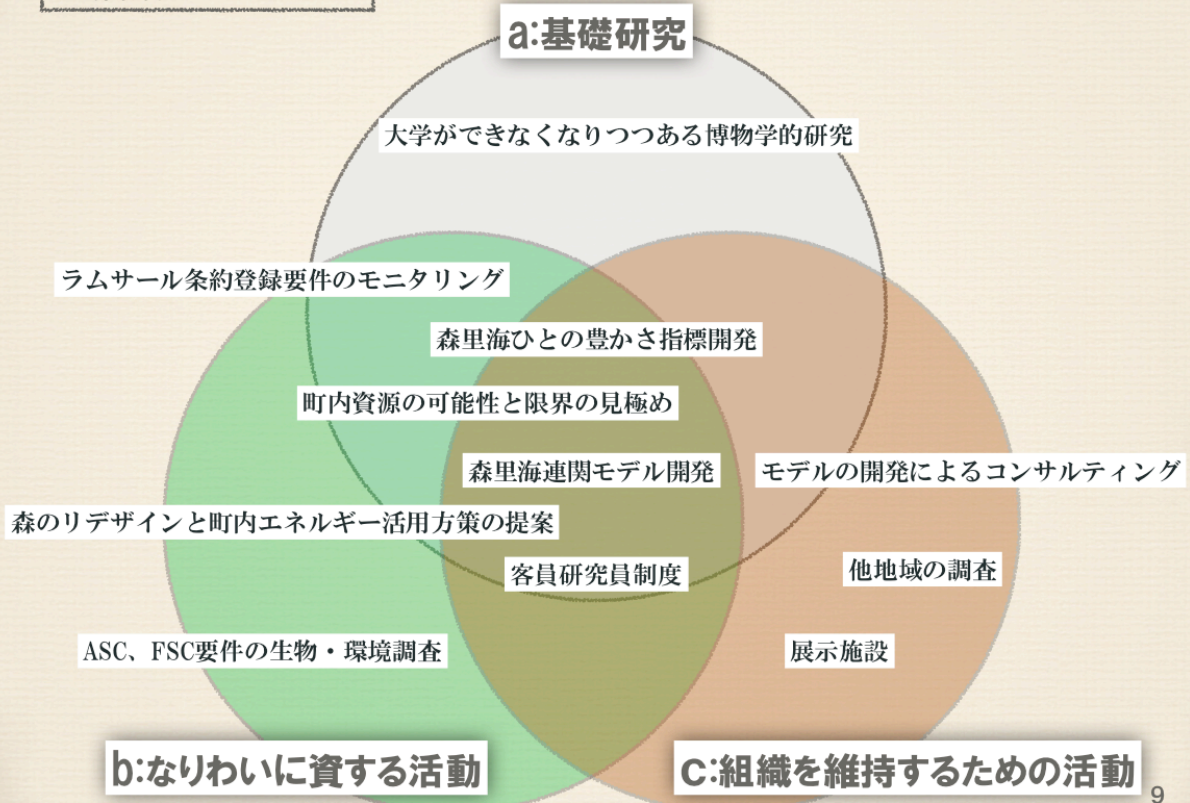 a:基礎研究
大学ができなくなりつつある博物学的研究
ラムサール条約登録要件のモニタリング
森里海ひとの豊かさ指標開発
町内資源の可能性と限界の見極め
森里海連関モデル開発
モデルの開発によるコンサルティング
森のリデザインと町内エネルギー活用方策の提案
客員研究員制度
他地域の調査
ASC、FSC要件の生物・環境調査
展示施設
b:なりわいに資する活動
c:組織を維持するための活動
9